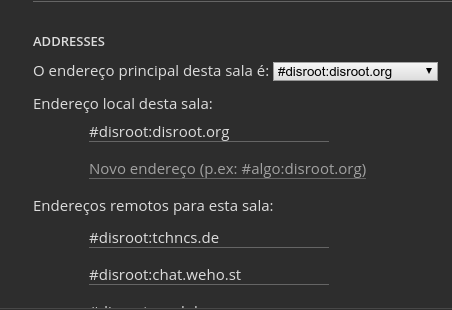 ADDRESSES
O endereço principal desta sala é: #disroot:disroot.org
Endereço local desta sala:
#disroot:disroot.org
Novo endereço (p.ex: #algo:disroot.org)
Endereços remotos para esta sala:
#disroot:tchncs.de
#disroot:chat.weho.st